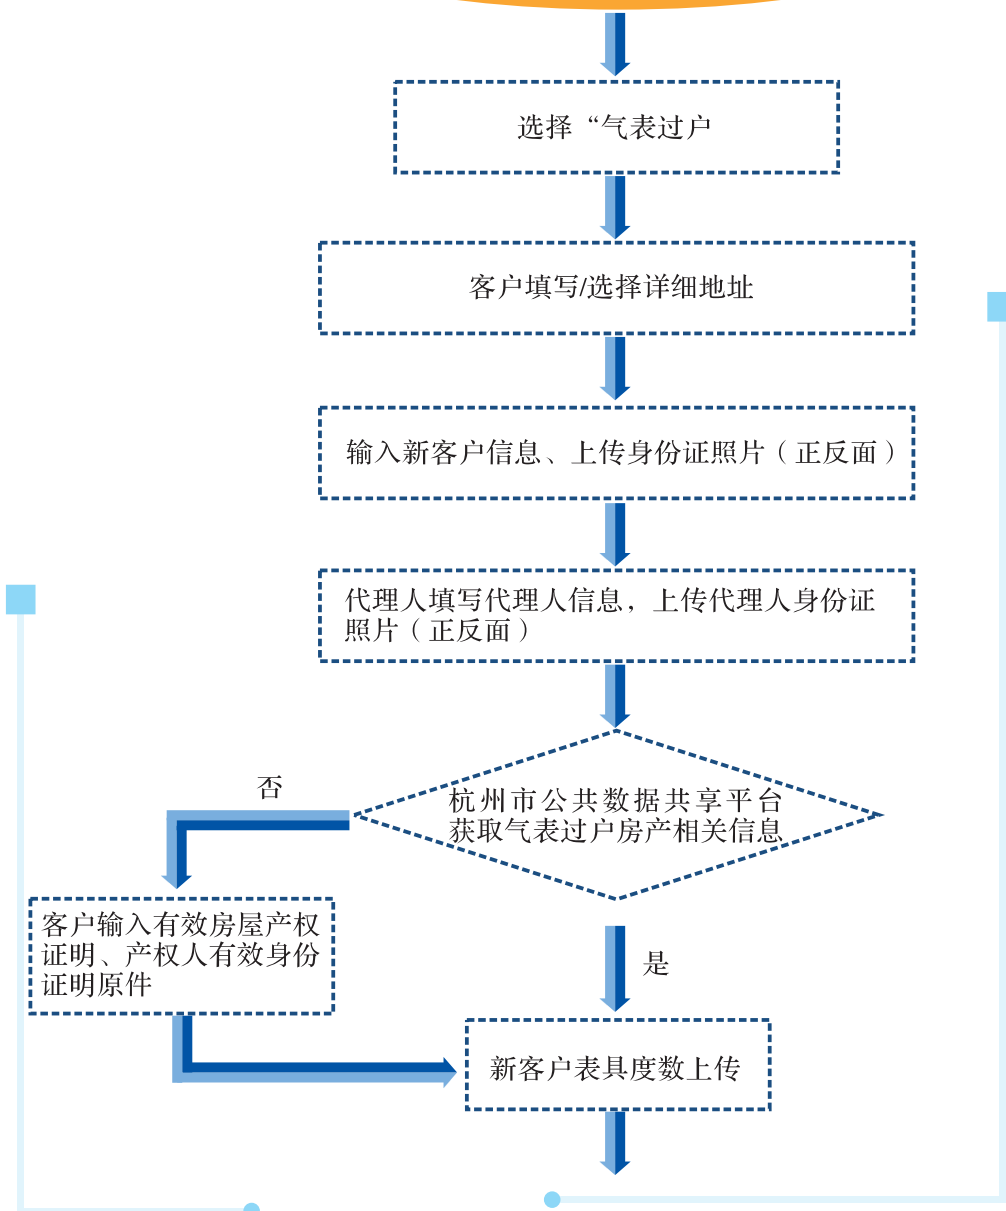 选择“气表过户
客户填写/选择详细地址
输入新客户信息、上传身份证照片（正反面）
代理人填写代理人信息，上传代理人身份证
照片（正反面）
杭州市公共数据共享平台
获取气表过户房产相关信息
否
客户输入有效房屋产权
证明、产权人有效身份
证明原件
是
新客户表具度数上传